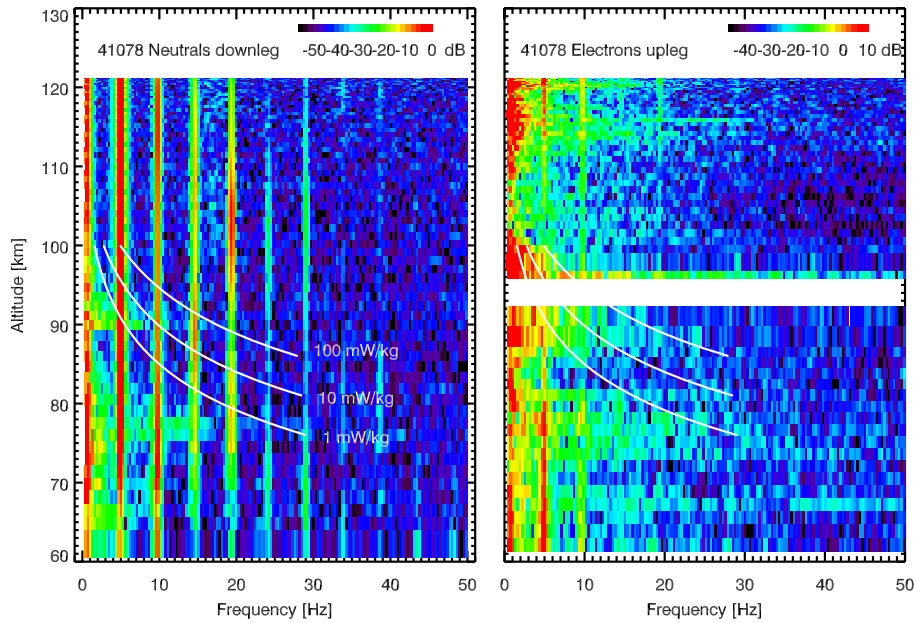 130
120
110
100
90
80
70
60
Altitude [km]
41078 Neutrals downleg
-50-40-30-20-10 0 dB
100 mW/kg
10 mW/kg
1 mW/kg
0 10 20 30 40 50
Frequency [Hz]
41078 Electrons upleg
-40-30-20-10 0 10 dB
0 10 20 30 40 50
Frequency [Hz]